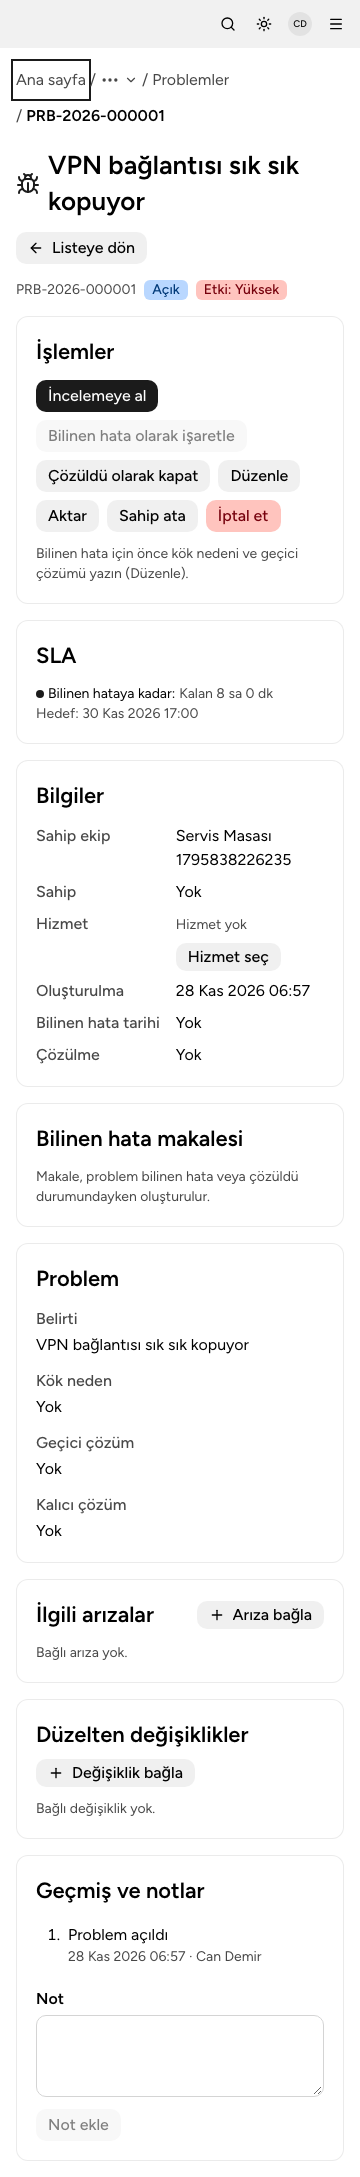 CD
Ana sayfa / ... / Problemler
/ PRB-2026-000001
VPN bağlantısı sık sık
kopuyor
Listeye dön
PRB-2026-000001 Açık Etki: Yüksek
İşlemler
İncelemeye al
Bilinen hata olarak işaretle
Çözüldü olarak kapat Düzenle
Aktar Sahip ata İptal et
Bilinen hata için önce kök nedeni ve geçici
çözümü yazın (Düzenle).
SLA
Bilinen hataya kadar: Kalan 8 sa 0 dk
Hedef: 30 Kas 2026 17:00
Bilgiler
Sahip ekip Servis Masası
1795838226235
Sahip Yok
Hizmet Hizmet yok
Hizmet seç
Oluşturulma 28 Kas 2026 06:57
Bilinen hata tarihi Yok
Çözülme Yok
Bilinen hata makalesi
Makale, problem bilinen hata veya çözüldü
durumundayken oluşturulur.
Problem
Belirti
VPN bağlantısı sık sık kopuyor
Kök neden
Yok
Geçici çözüm
Yok
Kalıcı çözüm
Yok
İlgili arızalar + Arıza bağla
Bağlı arıza yok.
Düzelten değişiklikler
+ Değişiklik bağla
Bağlı değişiklik yok.
Geçmiş ve notlar
1. Problem açıldı
28 Kas 2026 06:57 · Can Demir
Not
Not ekle